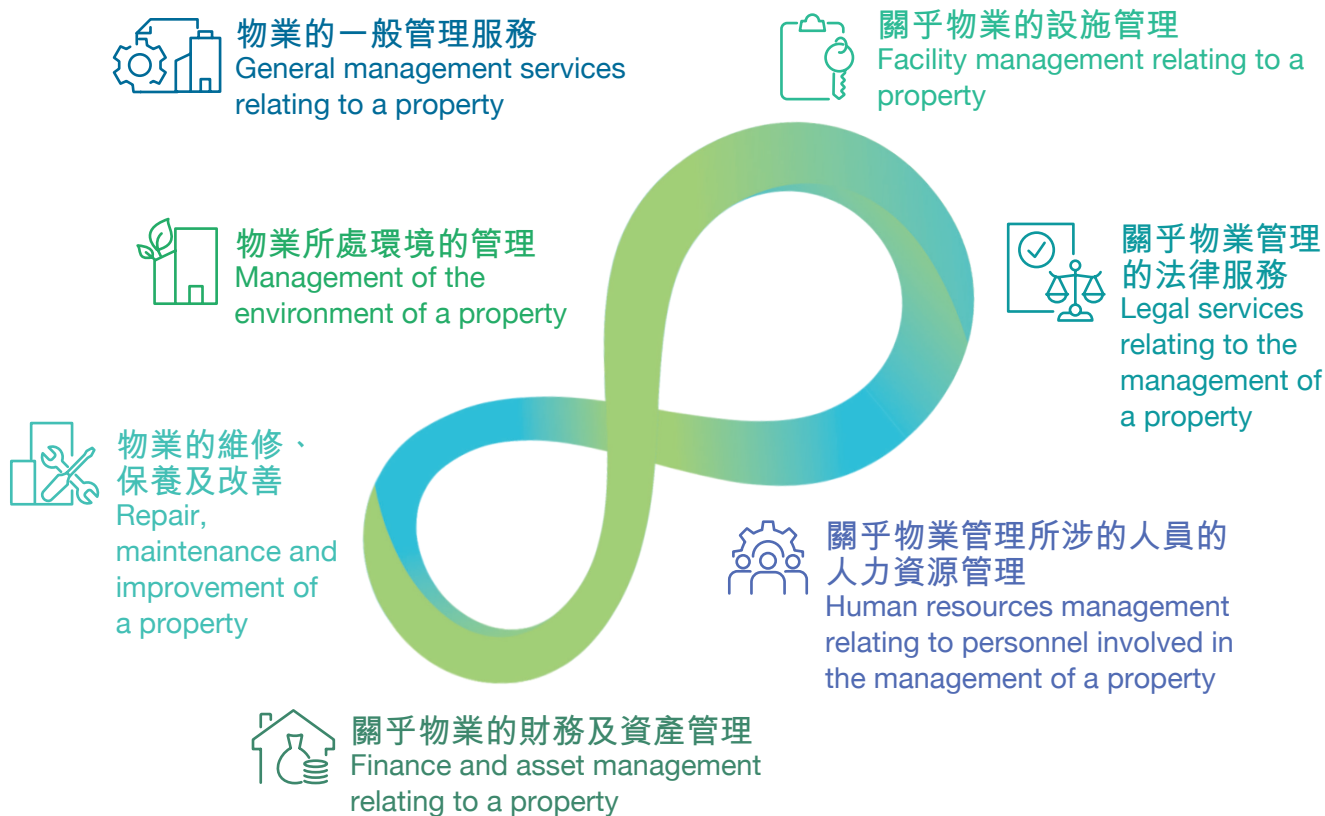 物業的一般管理服務
General management services
relating to a property
關乎物業的設施管理
Facility management relating to a
property
物業所處環境的管理
Management of the
environment of a property
關乎物業管理
的法律服務
Legal services
relating to the
management of
a property
物業的維修、
保養及改善
Repair,
maintenance and
improvement of
a property
關乎物業管理所涉的人員的
人力資源管理
Human resources management
relating to personnel involved in
the management of a property
關乎物業的財務及資產管理
Finance and asset management
relating to a property